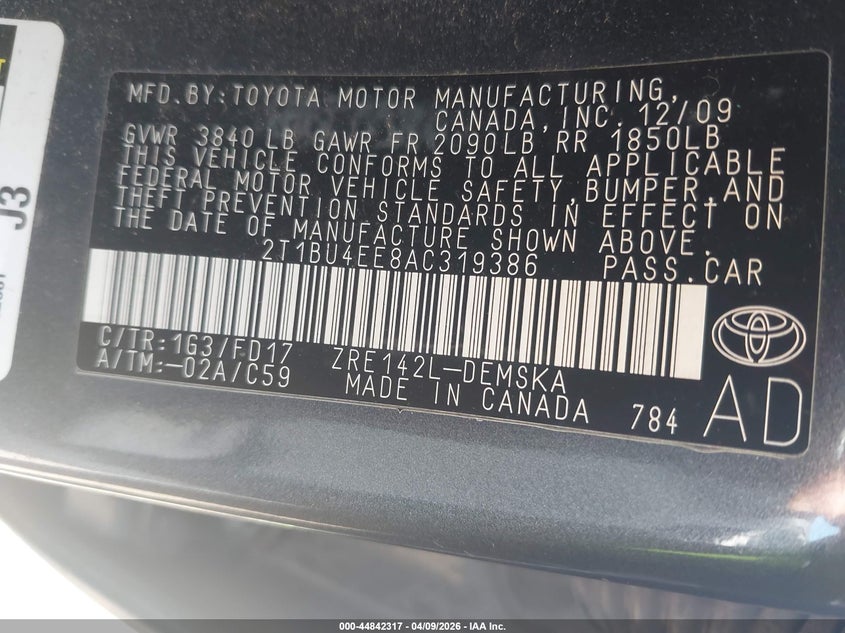 J3
MFD.BY:TOYOTA MOTOR MANUFACTURING,
CANADA,INC. 12/09
GVWR 3840 LB GAWR FR 2090LB RR 1850LB
THIS VEHICLE CONFORMS TO ALL APPLICABLE
FEDERAL MOTOR VEHICLE SAFETY,BUMPER,AND
THEFT PREVENTION STANDARDS IN EFFECT ON
THE DATE OF MANUFACTURE SHOWN ABOVE.
2T1BU4EE8AC319386 PASS.CAR
C/TR:1G3/FD17 ZRE142L-DEMSKA
A/TM:-02A/C59 MADE IN CANADA 784
AD
000-44842317 - 04/09/2026 - IAA Inc.